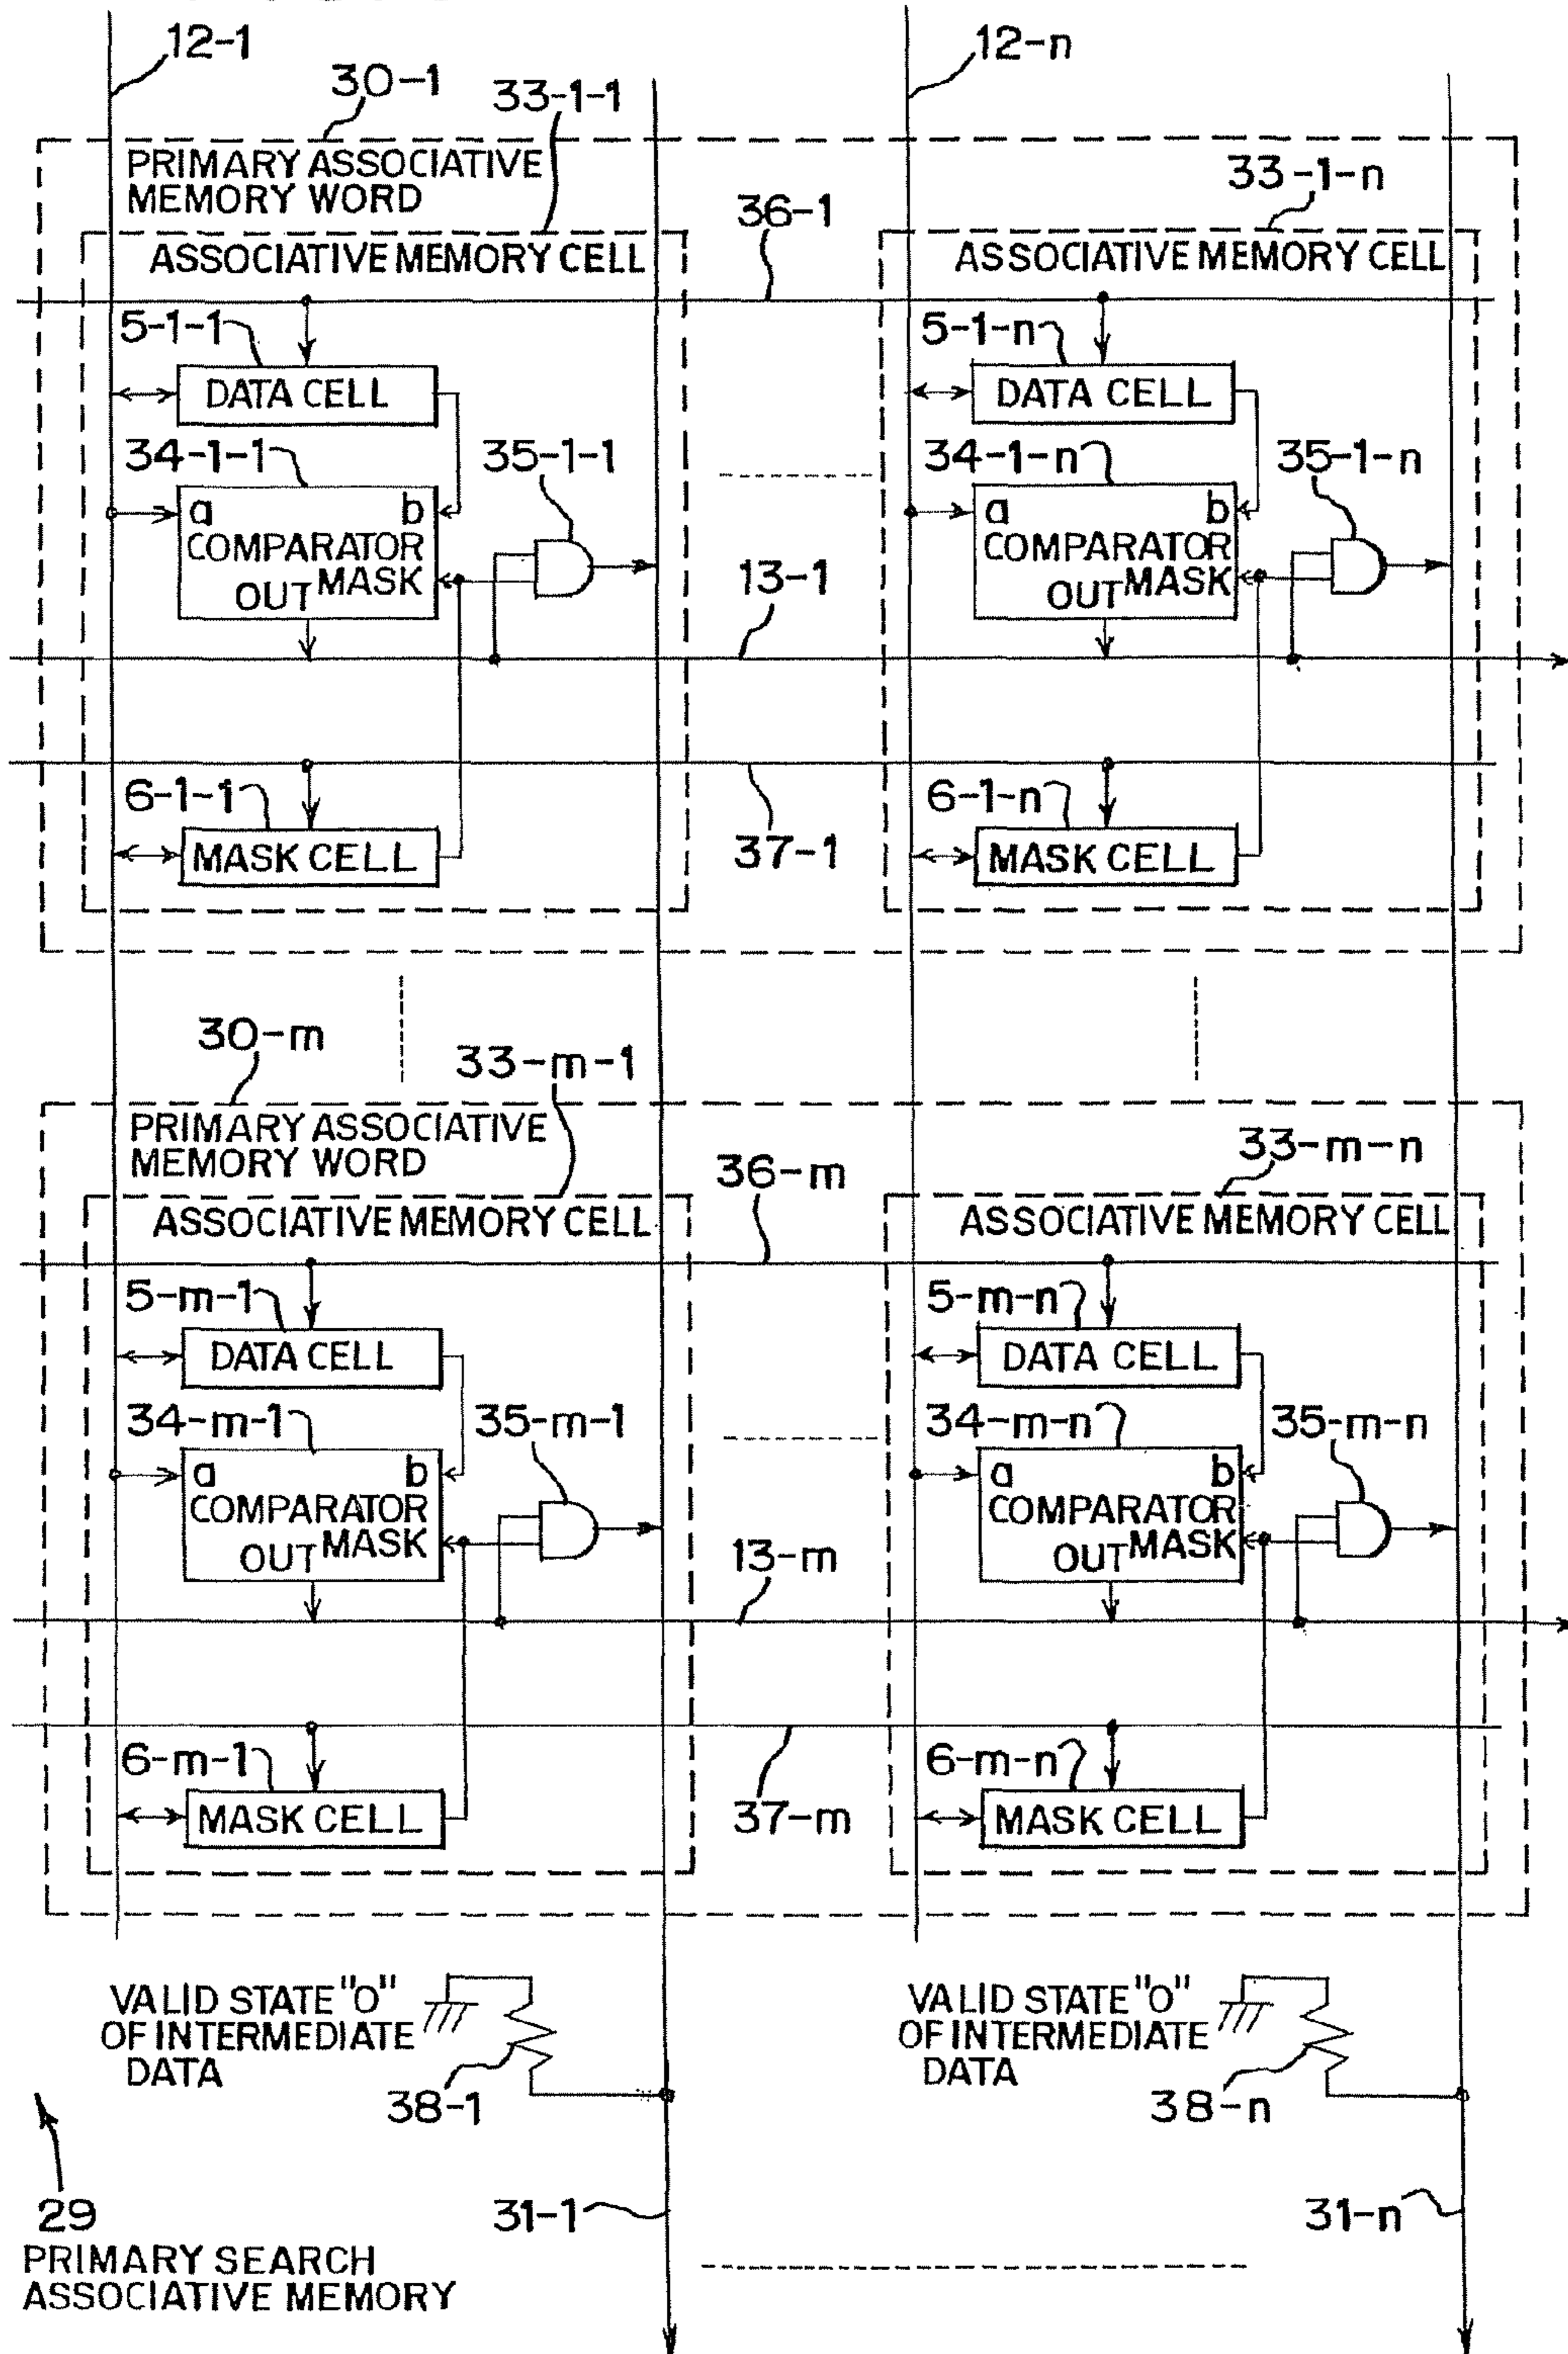 12-1
12-n
30-1
33-1-1
PRIMARY ASSOCIATIVE
MEMORY WORD
33-1-n
36-1
ASSOCIATIVE MEMORY CELL
ASSOCIATIVE MEMORY CELL
5-1-1
5-1-n
DATA CELL
DATA CELL
34-1-1
35-1-1
34-1-n
35-1-n
a b
COMPARATOR
MASK
OUT
a b
COMPARATOR
MASK
OUT
13-1
6-1-1
6-1-n
MASK CELL
37-1
MASK CELL
30-m
33-m-1
PRIMARY ASSOCIATIVE
MEMORY WORD
33-m-n
36-m
ASSOCIATIVE MEMORY CELL
ASSOCIATIVE MEMORY CELL
5-m-1
5-m-n
DATA CELL
DATA CELL
34-m-1
35-m-1
34-m-n
35-m-n
a b
COMPARATOR
MASK
OUT
a b
COMPARATOR
MASK
OUT
13-m
6-m-1
6-m-n
MASK CELL
37-m
MASK CELL
VALID STATE "0"
OF INTERMEDIATE
DATA
38-1
VALID STATE "0"
OF INTERMEDIATE
DATA
38-n
29
31-1
31-n
PRIMARY SEARCH
ASSOCIATIVE MEMORY